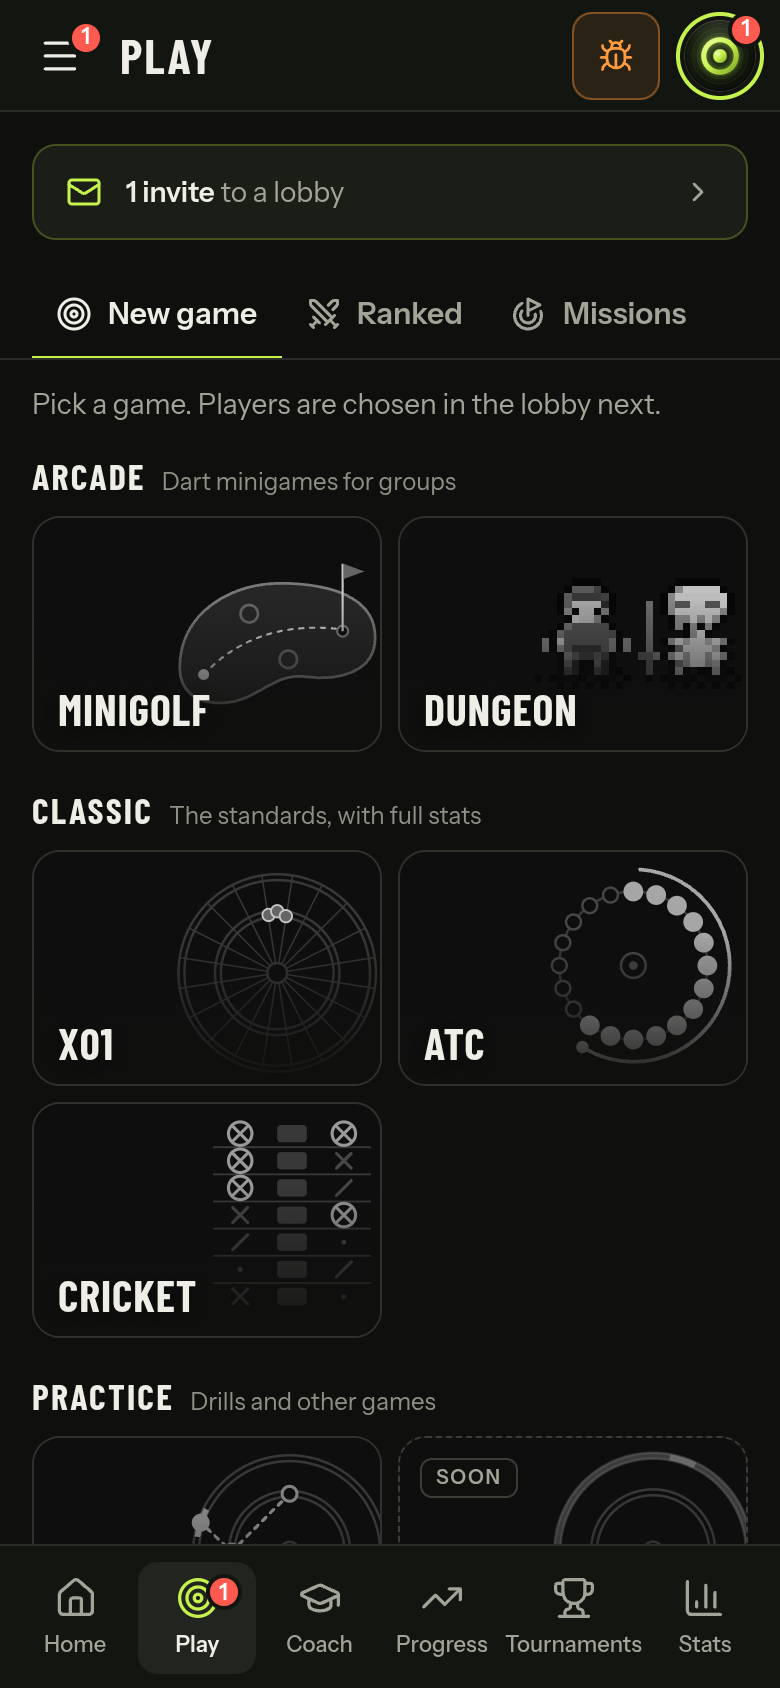 1
PLAY
1
1 invite to a lobby
New game
Ranked
Missions
Pick a game. Players are chosen in the lobby next.
ARCADE Dart minigames for groups
MINIGOLF
DUNGEON
CLASSIC The standards, with full stats
X01
ATC
CRICKET
PRACTICE Drills and other games
SOON
1
Home
Play
Coach
Progress
Tournaments
Stats